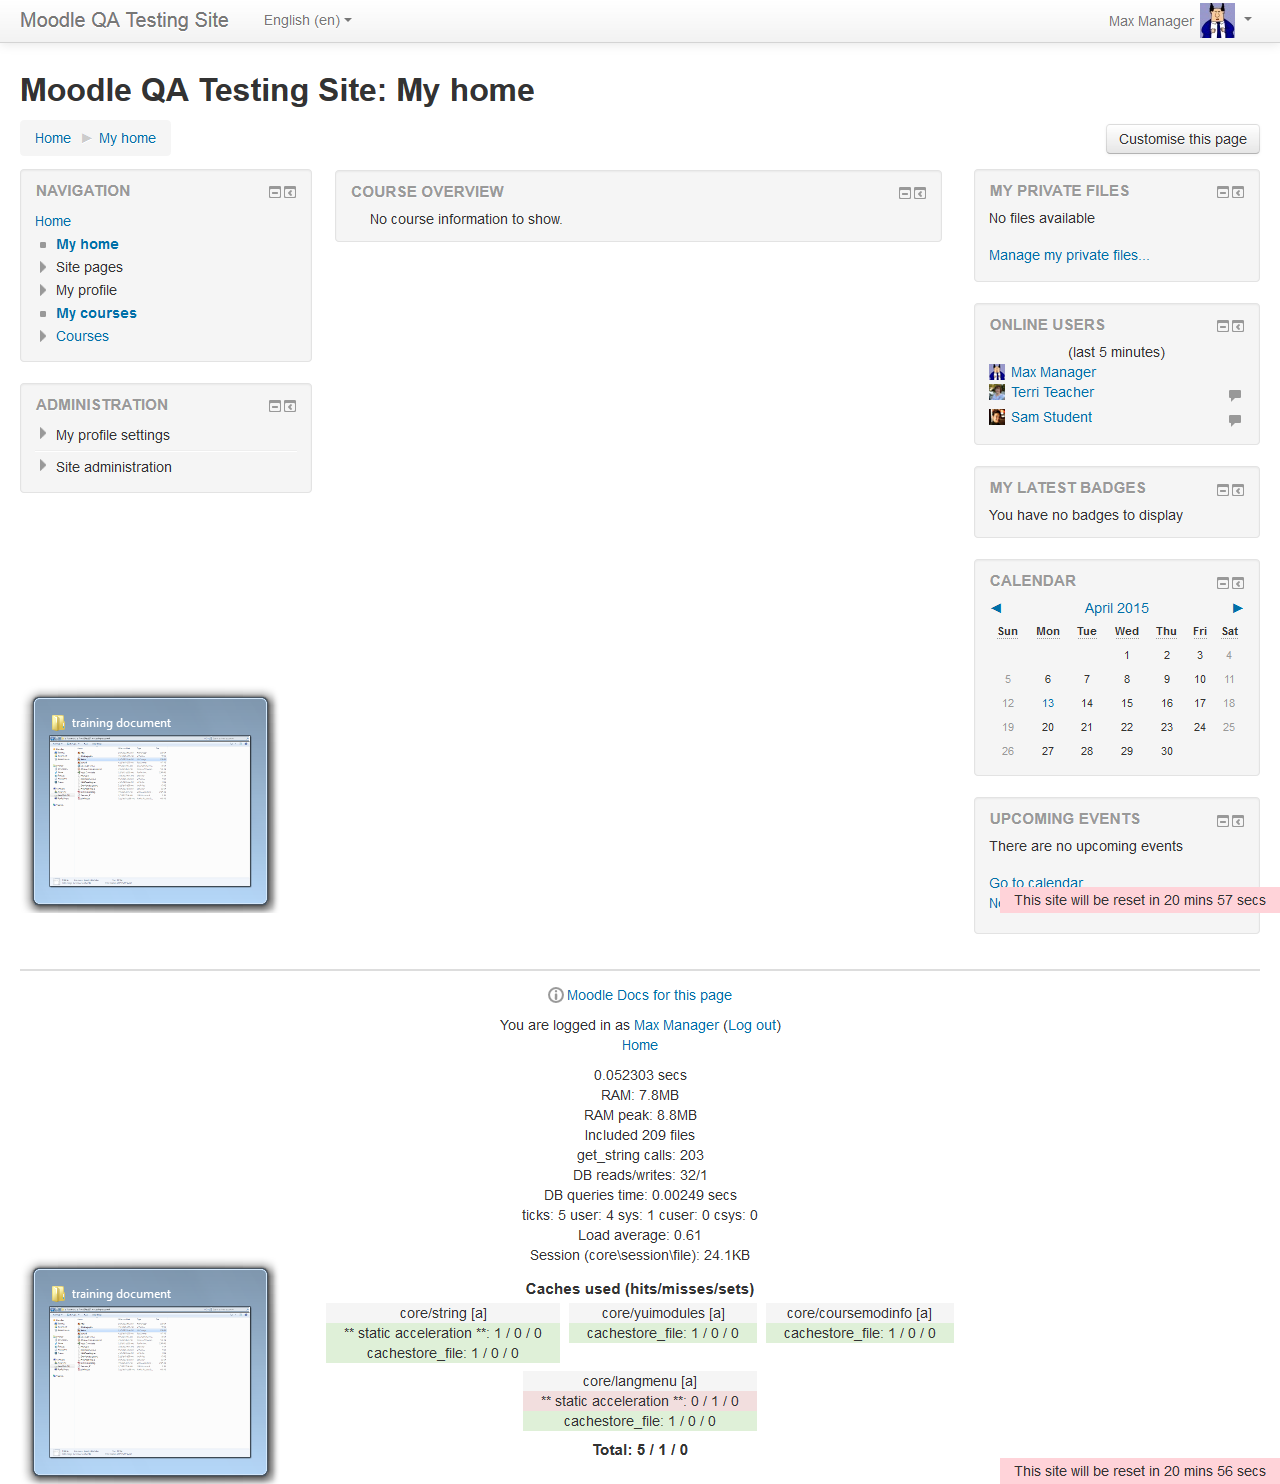 Moodle QA Testing Site English (en) Max Manager
Moodle QA Testing Site: My home
Home My home
Customise this page
NAVIGATION
Home
My home
Site pages
My profile
My courses
Courses
ADMINISTRATION
My profile settings
Site administration
COURSE OVERVIEW
No course information to show.
MY PRIVATE FILES
No files available
Manage my private files...
ONLINE USERS
(last 5 minutes)
Max Manager
Terri Teacher
Sam Student
MY LATEST BADGES
You have no badges to display
CALENDAR
April 2015
Sun Mon Tue Wed Thu Fri Sat
1 2 3 4
5 6 7 8 9 10 11
12 13 14 15 16 17 18
19 20 21 22 23 24 25
26 27 28 29 30
UPCOMING EVENTS
There are no upcoming events
Go to calendar
This site will be reset in 20 mins 57 secs
training document
Moodle Docs for this page
You are logged in as Max Manager (Log out)
Home
0.052303 secs
RAM: 7.8MB
RAM peak: 8.8MB
Included 209 files
get_string calls: 203
DB reads/writes: 32/1
DB queries time: 0.00249 secs
ticks: 5 user: 4 sys: 1 cuser: 0 csys: 0
Load average: 0.61
Session (core\session\file): 24.1KB
Caches used (hits/misses/sets)
core/string [a]
** static acceleration **: 1 / 0 / 0
cachestore_file: 1 / 0 / 0
core/yuimodules [a]
cachestore_file: 1 / 0 / 0
core/coursemodinfo [a]
cachestore_file: 1 / 0 / 0
core/langmenu [a]
** static acceleration **: 0 / 1 / 0
cachestore_file: 1 / 0 / 0
Total: 5 / 1 / 0
training document
This site will be reset in 20 mins 56 secs